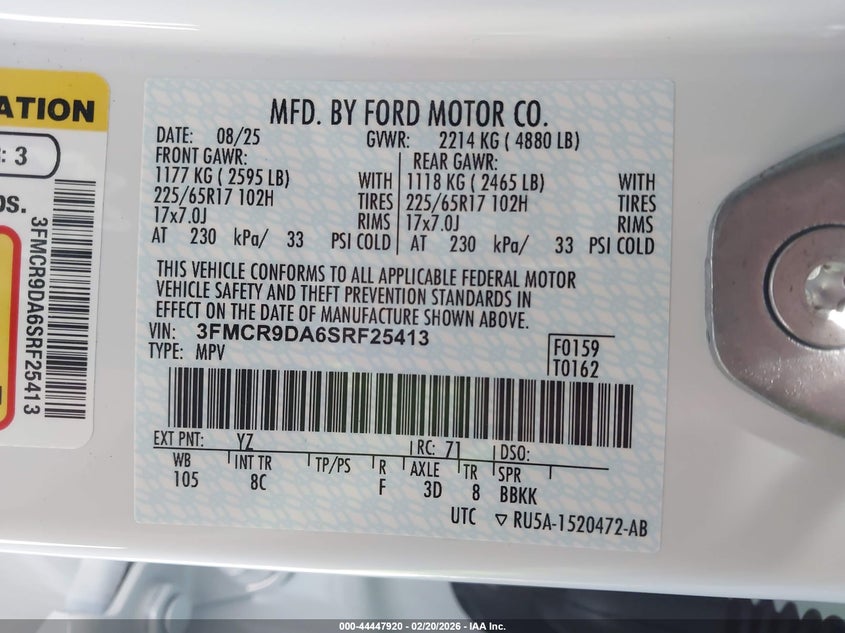 ATION
: 3
OS.
3FMCR9DA6SRF25413
MFD. BY FORD MOTOR CO.
DATE: 08/25 GVWR: 2214 KG ( 4880 LB)
FRONT GAWR: REAR GAWR:
1177 KG ( 2595 LB) WITH 1118 KG ( 2465 LB) WITH
225/65R17 102H TIRES 225/65R17 102H TIRES
17x7.0J RIMS 17x7.0J RIMS
AT 230 kPa/ 33 PSI COLD AT 230 kPa/ 33 PSI COLD
THIS VEHICLE CONFORMS TO ALL APPLICABLE FEDERAL MOTOR
VEHICLE SAFETY AND THEFT PREVENTION STANDARDS IN
EFFECT ON THE DATE OF MANUFACTURE SHOWN ABOVE.
VIN: 3FMCR9DA6SRF25413
TYPE: MPV
F0159
T0162
EXT PNT: YZ RC: 71 DSO:
WB INT TR TP/PS R AXLE TR SPR
105 8C F 3D 8 BBKK
UTC ▽ RU5A-1520472-AB
000-44447920 | 02/20/2026 | IAA Inc.